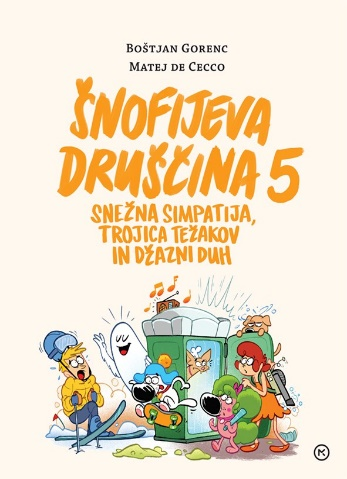 Boštjan Gorenc
Matej de Cecco
ŠNOFIJEVA
DRUŠČINA 5
SNEŽNA SIMPATIJA,
TROJICA TEŽAKOV
IN DŽAZNI DUH
M